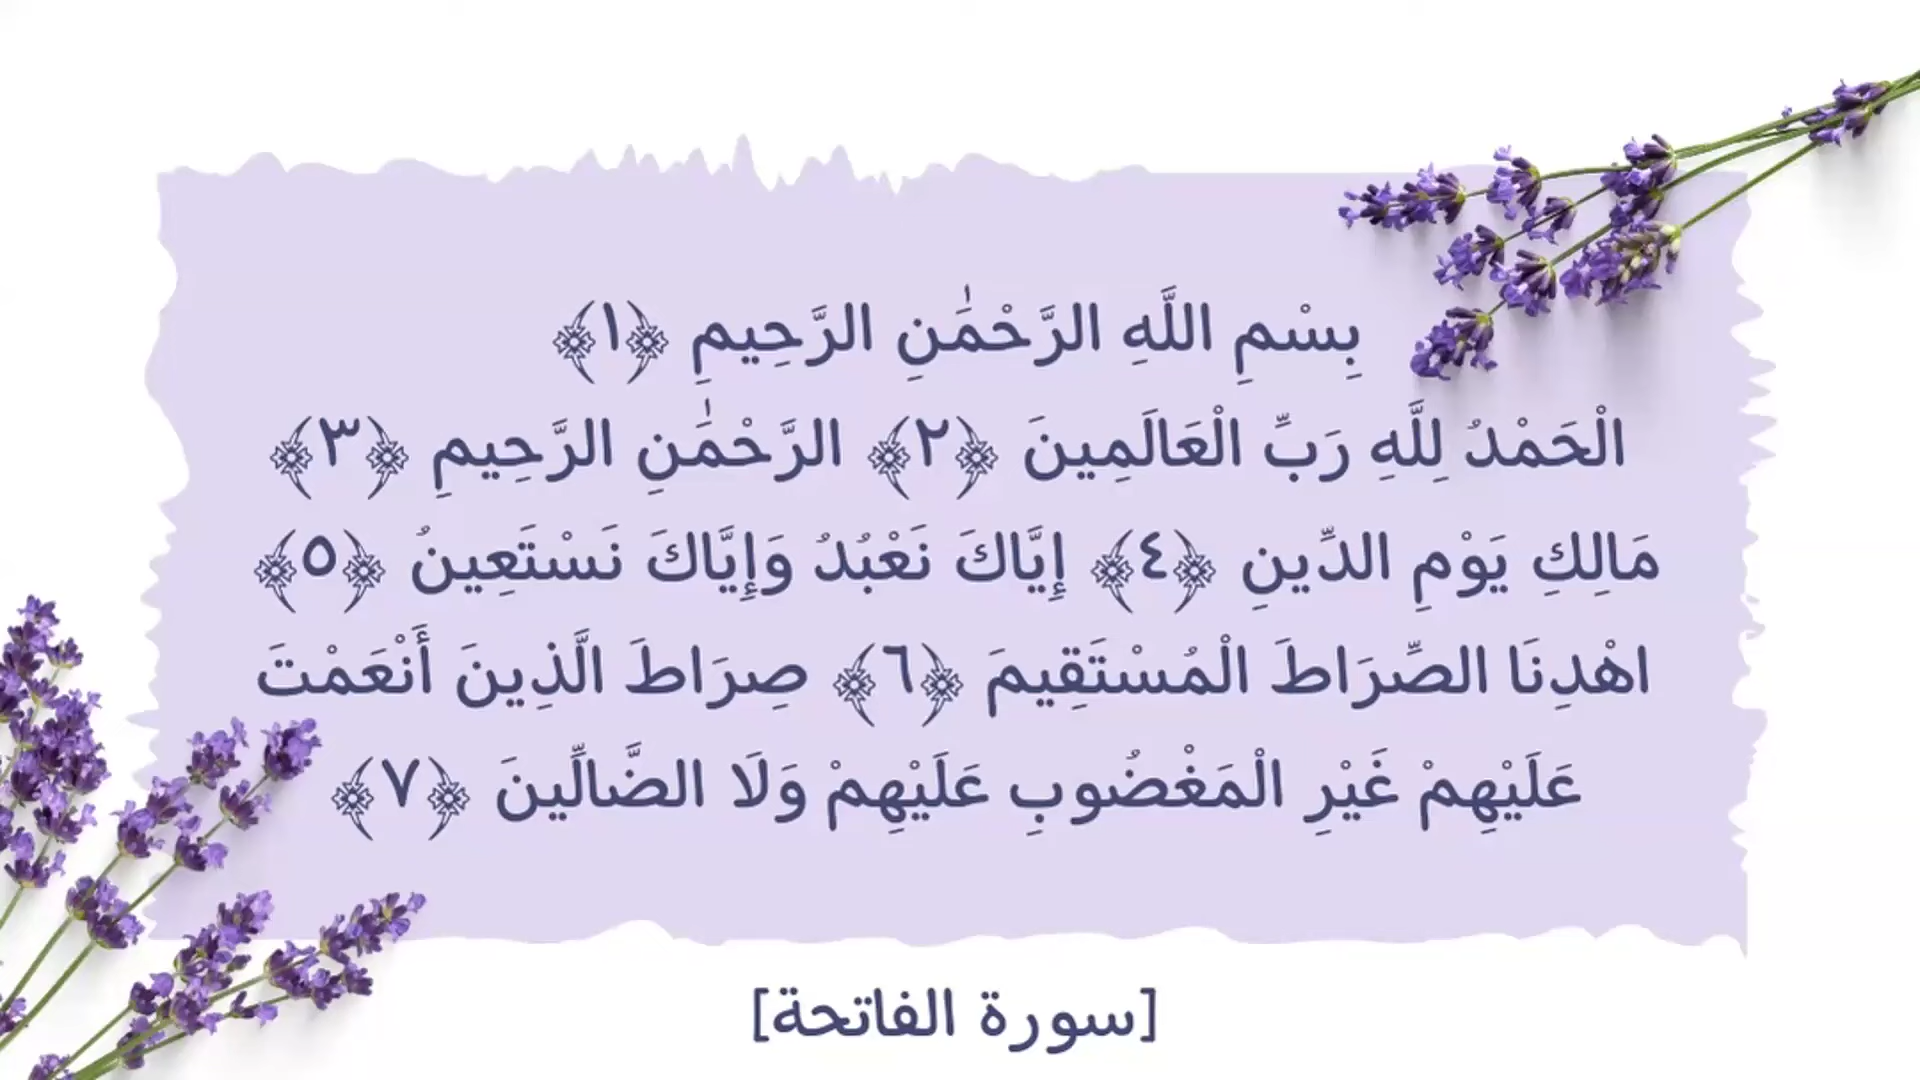 بِسْمِ اللَّهِ الرَّحْمَٰنِ الرَّحِيمِ ﴿١﴾
الْحَمْدُ لِلَّهِ رَبِّ الْعَالَمِينَ ﴿٢﴾ الرَّحْمَٰنِ الرَّحِيمِ ﴿٣﴾
مَالِكِ يَوْمِ الدِّينِ ﴿٤﴾ إِيَّاكَ نَعْبُدُ وَإِيَّاكَ نَسْتَعِينُ ﴿٥﴾
اهْدِنَا الصِّرَاطَ الْمُسْتَقِيمَ ﴿٦﴾ صِرَاطَ الَّذِينَ أَنْعَمْتَ
عَلَيْهِمْ غَيْرِ الْمَغْضُوبِ عَلَيْهِمْ وَلَا الضَّالِّينَ ﴿٧﴾
[سورة الفاتحة]